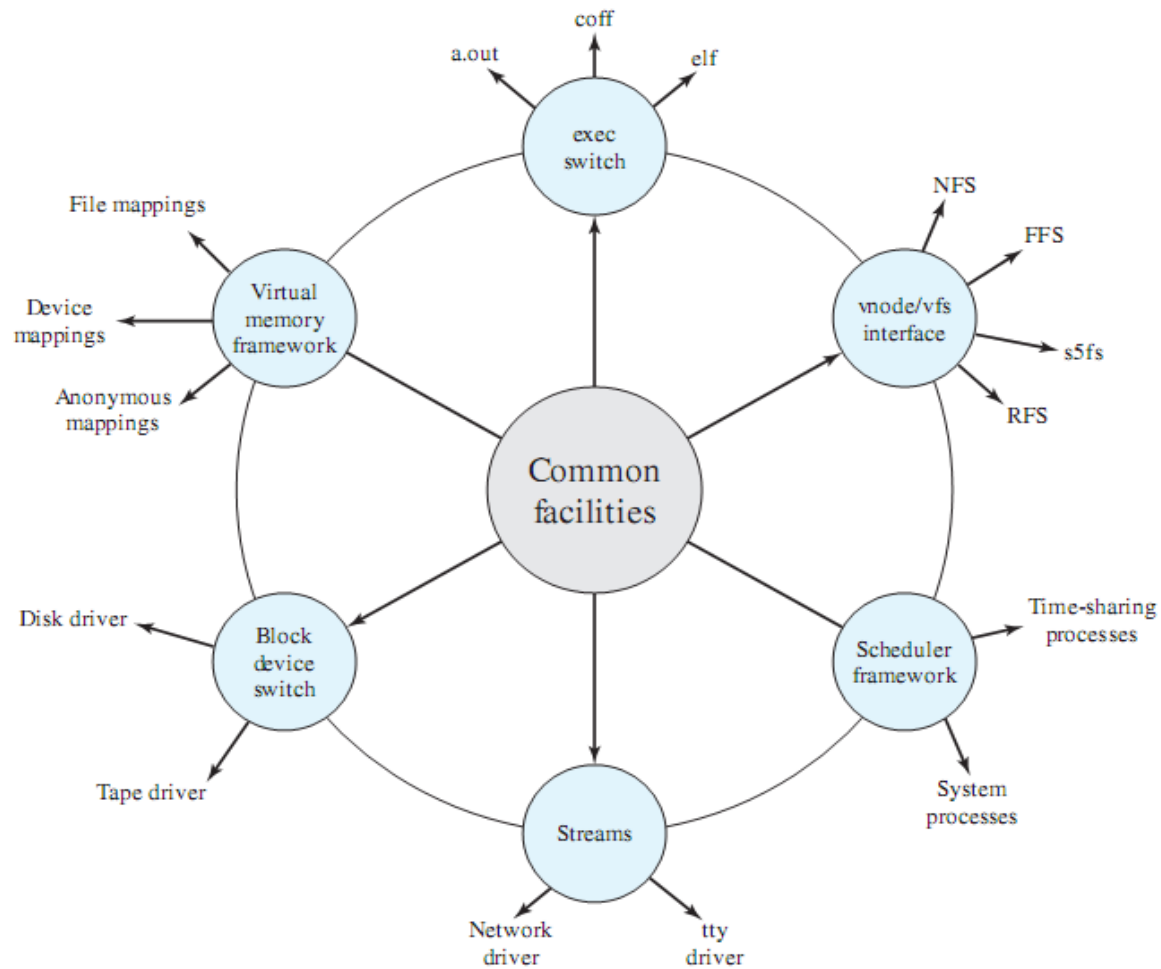 coff
a.out
elf
exec
switch
NFS
File mappings
FFS
Virtual
memory
framework
vnode/vfs
interface
Device
mappings
s5fs
Anonymous
mappings
RFS
Common
facilities
Disk driver
Block
device
switch
Time-sharing
processes
Scheduler
framework
Tape driver
System
processes
Streams
Network
driver
tty
driver